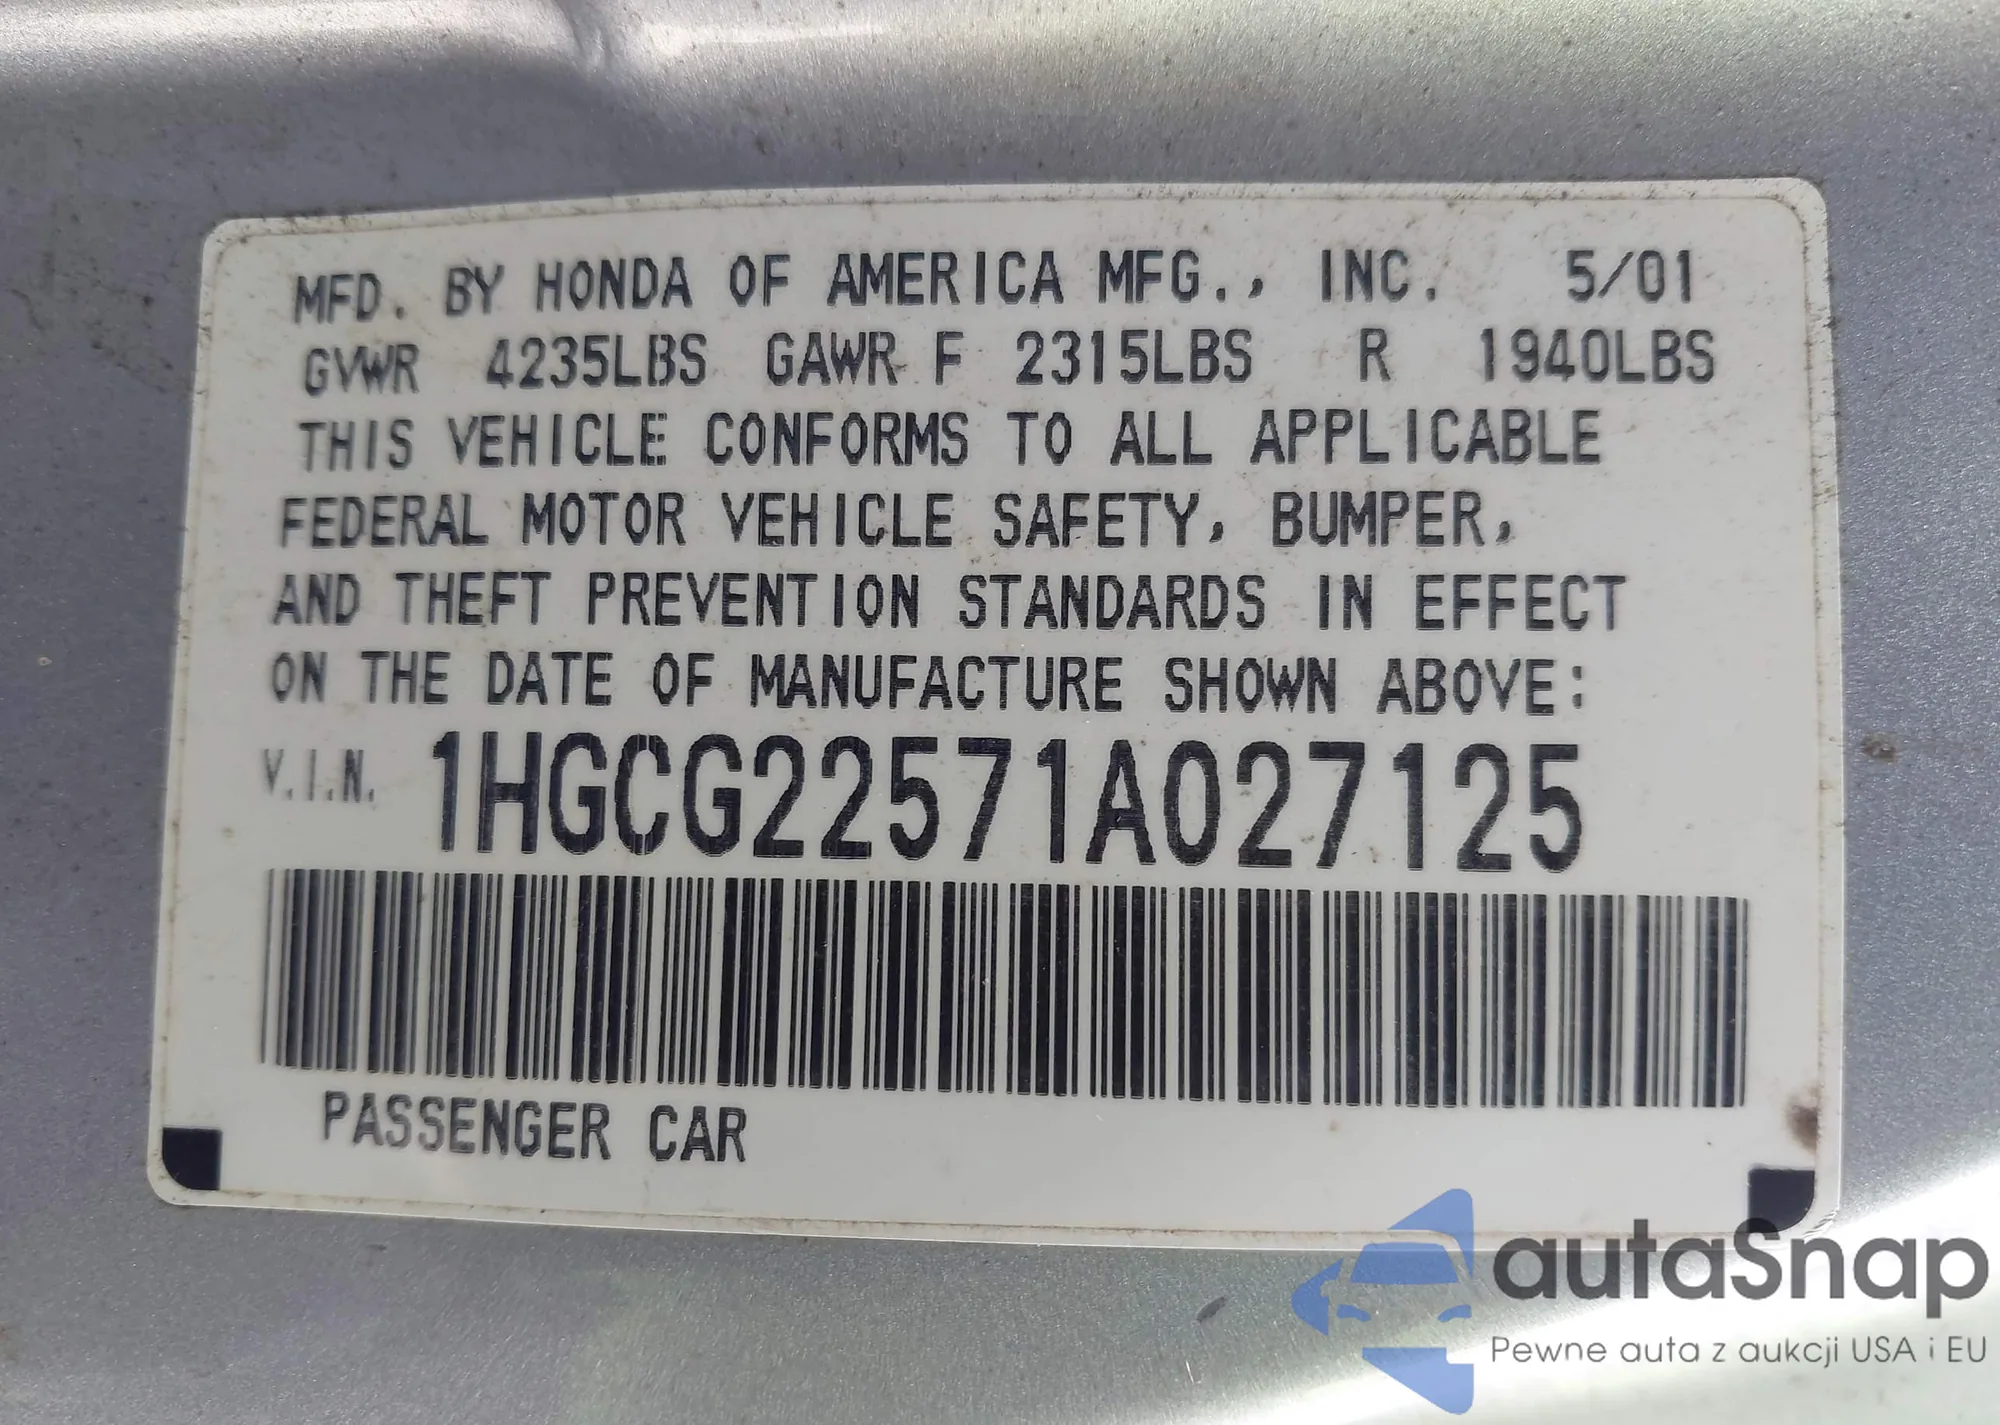 MFD. BY HONDA OF AMERICA MFG., INC. 5/01
GVWR 4235LBS GAWR F 2315LBS R 1940LBS
THIS VEHICLE CONFORMS TO ALL APPLICABLE
FEDERAL MOTOR VEHICLE SAFETY, BUMPER,
AND THEFT PREVENTION STANDARDS IN EFFECT
ON THE DATE OF MANUFACTURE SHOWN ABOVE:
V.I.N. 1HGCG22571A027125
PASSENGER CAR
autaSnap
Pewne auta z aukcji USA i EU